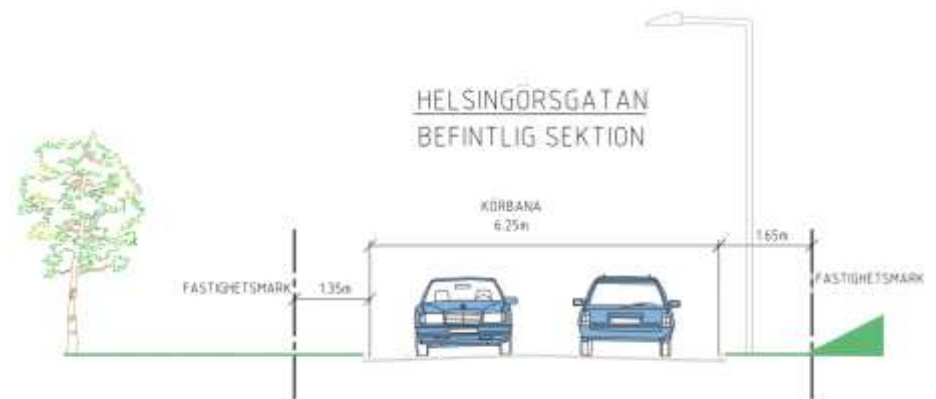 HELSINGÖRSGATAN
BEFINTLIG SEKTION
KÖRBANA
6.25m
1.65m
FASTIGHETSMARK
1.35m
FASTIGHETSMARK